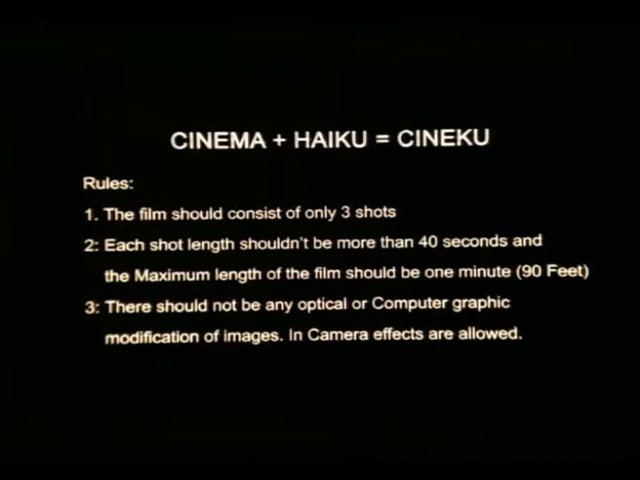 CINEMA + HAIKU = CINEKU
Rules:
1. The film should consist of only 3 shots
2: Each shot length shouldn't be more than 40 seconds and
the Maximum length of the film should be one minute (90 Feet)
3: There should not be any optical or Computer graphic
modification of images. In Camera effects are allowed.